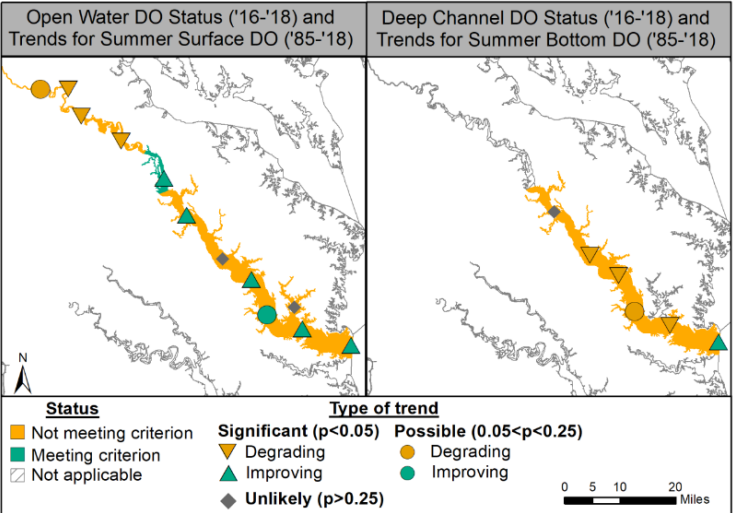 Open Water DO Status ('16-'18) and
Trends for Summer Surface DO ('85-'18)
Deep Channel DO Status ('16-'18) and
Trends for Summer Bottom DO ('85-'18)
N
Status
Not meeting criterion
Meeting criterion
Not applicable
Type of trend
Significant (p<0.05)
Degrading
Improving
Unlikely (p>0.25)
Possible (0.05<p<0.25)
Degrading
Improving
0 5 10 20
Miles